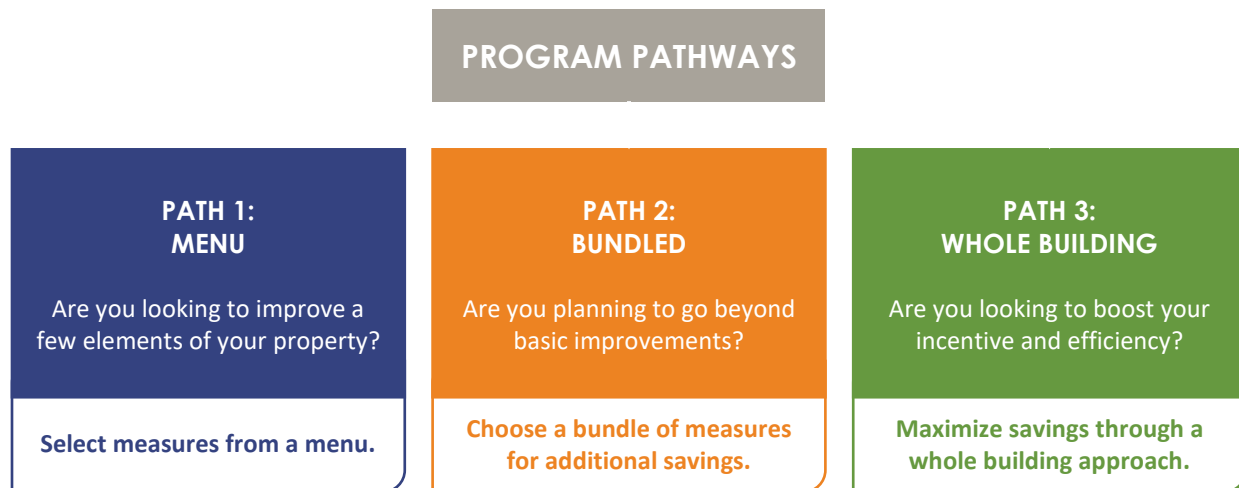 PROGRAM PATHWAYS
PATH 1:
MENU
Are you looking to improve a
few elements of your property?
Select measures from a menu.
PATH 2:
BUNDLED
Are you planning to go beyond
basic improvements?
Choose a bundle of measures
for additional savings.
PATH 3:
WHOLE BUILDING
Are you looking to boost your
incentive and efficiency?
Maximize savings through a
whole building approach.